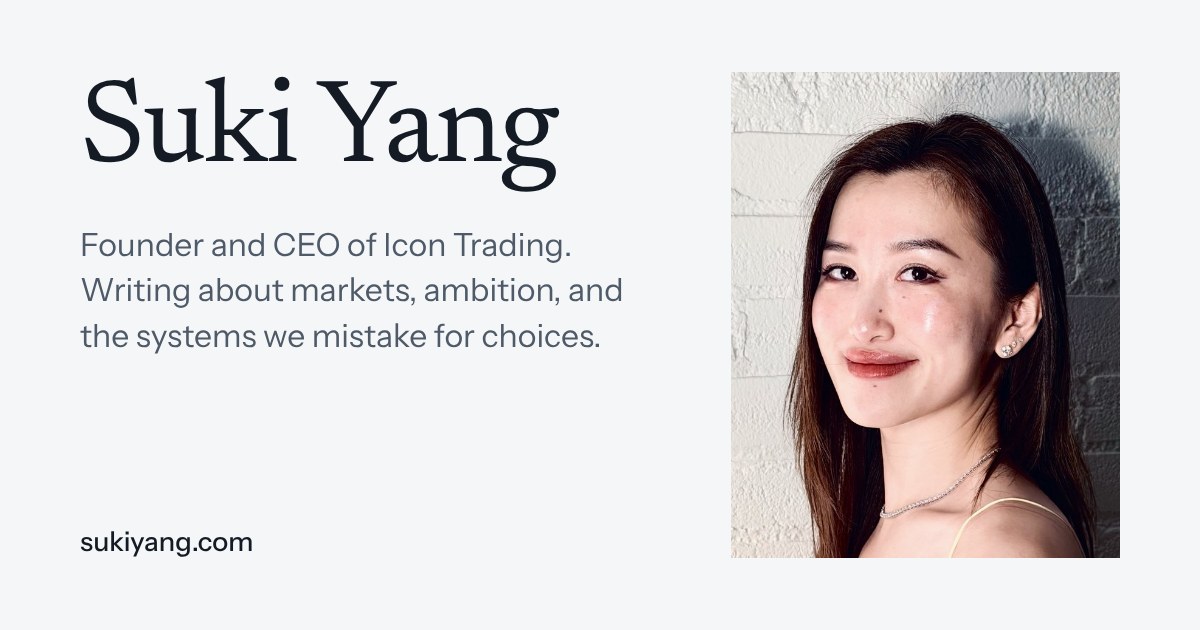 Suki Yang
Founder and CEO of Icon Trading.
Writing about markets, ambition, and
the systems we mistake for choices.
sukiyang.com